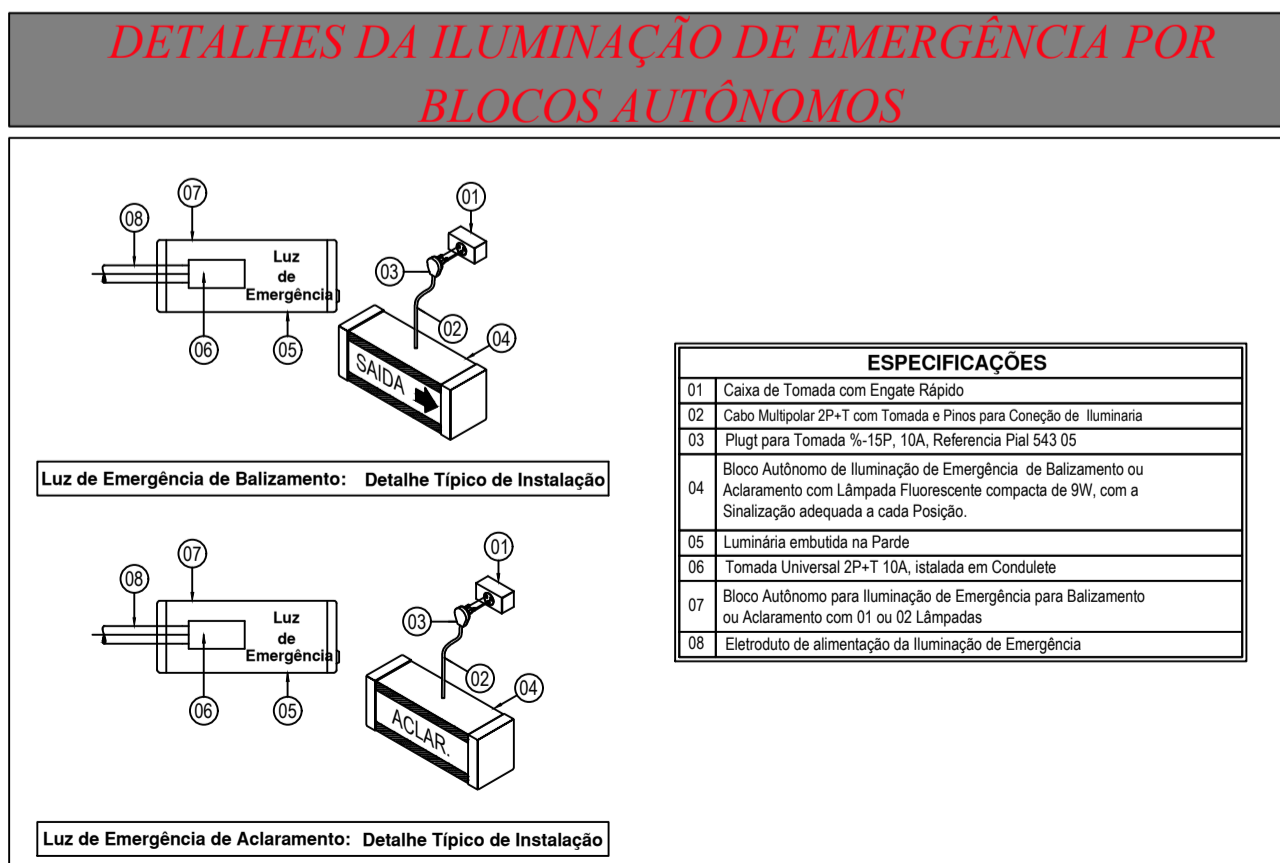 DETALHES DA ILUMINAÇÃO DE EMERGÊNCIA POR
BLOCOS AUTÔNOMOS
07
08
Luz
de
Emergência
06
05
01
03
02
04
SAIDA
Luz de Emergência de Balizamento: Detalhe Típico de Instalação
07
08
Luz
de
Emergência
06
05
01
03
02
04
ACLAR.
Luz de Emergência de Aclaramento: Detalhe Típico de Instalação
ESPECIFICAÇÕES
01 Caixa de Tomada com Engate Rápido
02 Cabo Multipolar 2P+T com Tomada e Pinos para Coneção de Iluminaria
03 Plugt para Tomada %-15P, 10A, Referencia Pial 543 05
04 Bloco Autônomo de Iluminação de Emergência de Balizamento ou
Aclaramento com Lâmpada Fluorescente compacta de 9W, com a
Sinalização adequada a cada Posição.
05 Luminária embutida na Parde
06 Tomada Universal 2P+T 10A, istalada em Condulete
07 Bloco Autônomo para Iluminação de Emergência para Balizamento
ou Aclaramento com 01 ou 02 Lâmpadas
08 Eletroduto de alimentação da Iluminação de Emergência